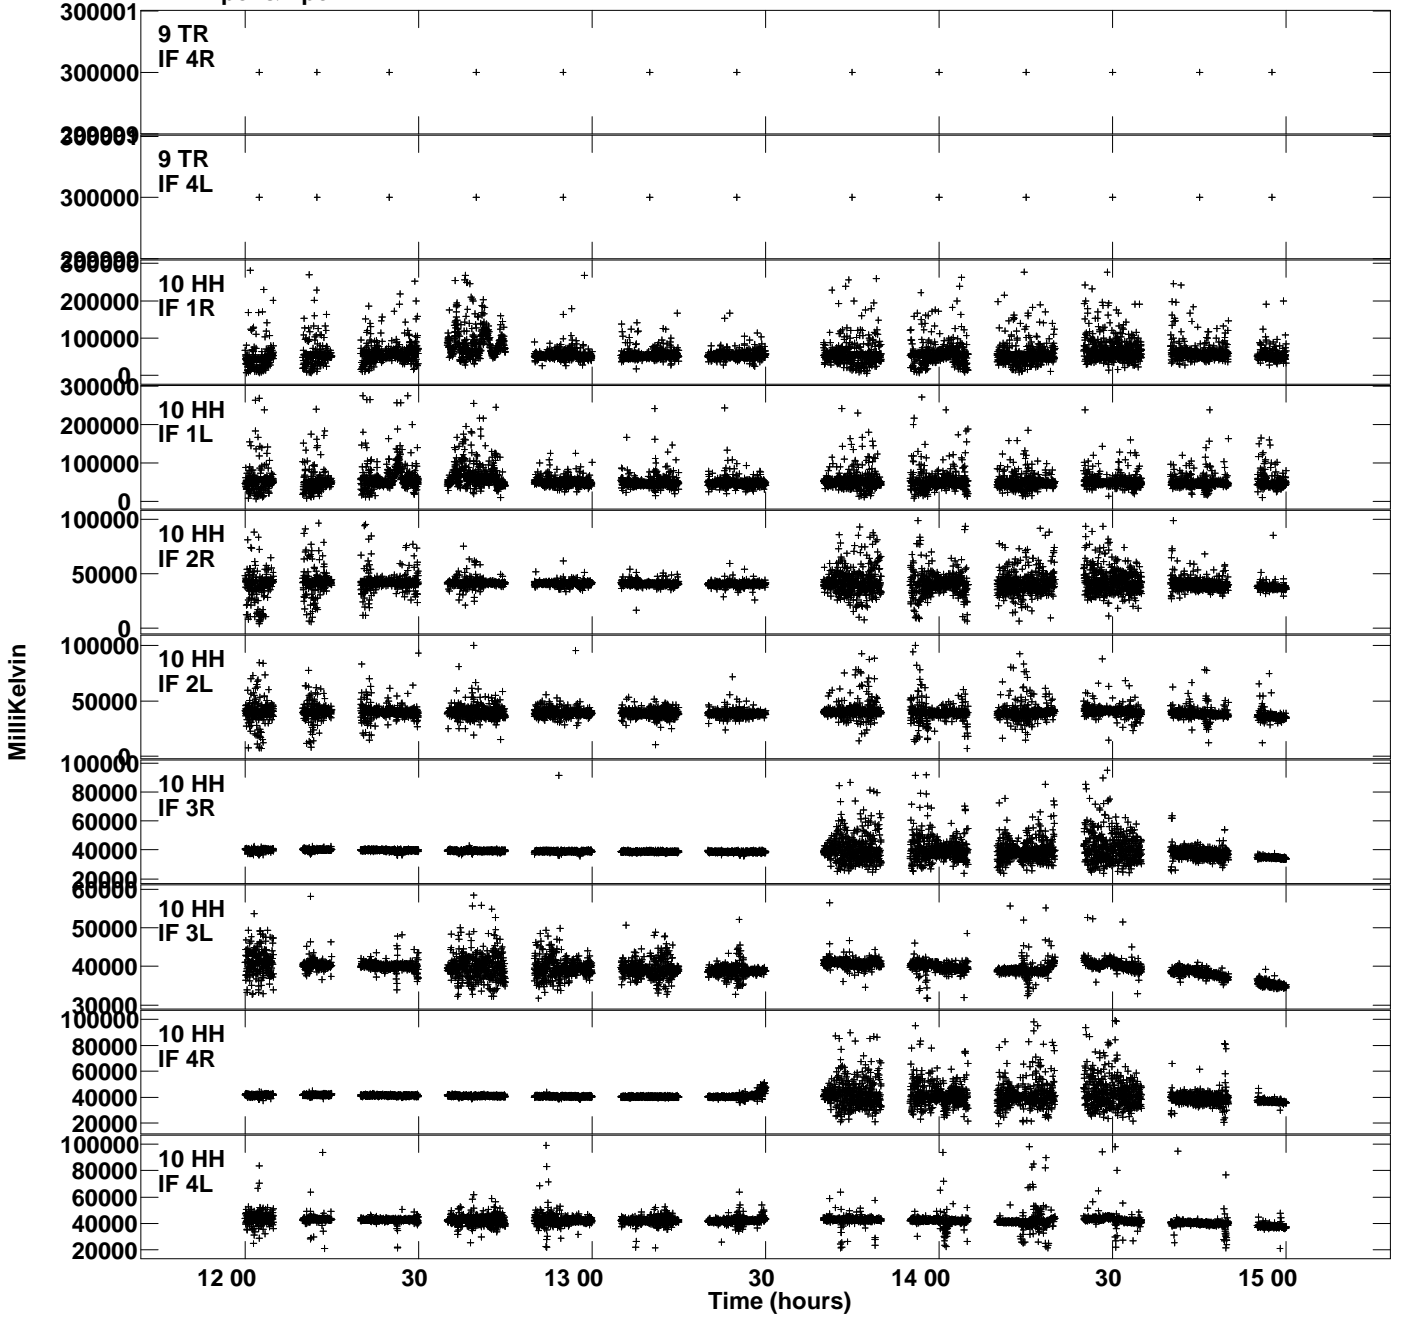 300001
9 TR
IF 4R
300000
9 TR
IF 4L
300000
10 HH
IF 1R
200000
100000
0
300000
10 HH
IF 1L
200000
100000
0
100000
10 HH
IF 2R
50000
0
100000
10 HH
IF 2L
50000
0
100000
10 HH
IF 3R
80000
60000
40000
20000
60000
10 HH
IF 3L
50000
40000
30000
100000
10 HH
IF 4R
80000
60000
40000
20000
100000
10 HH
IF 4L
80000
60000
40000
20000
MilliKelvin
12 00 30 13 00 30 14 00 30 15 00
Time (hours)